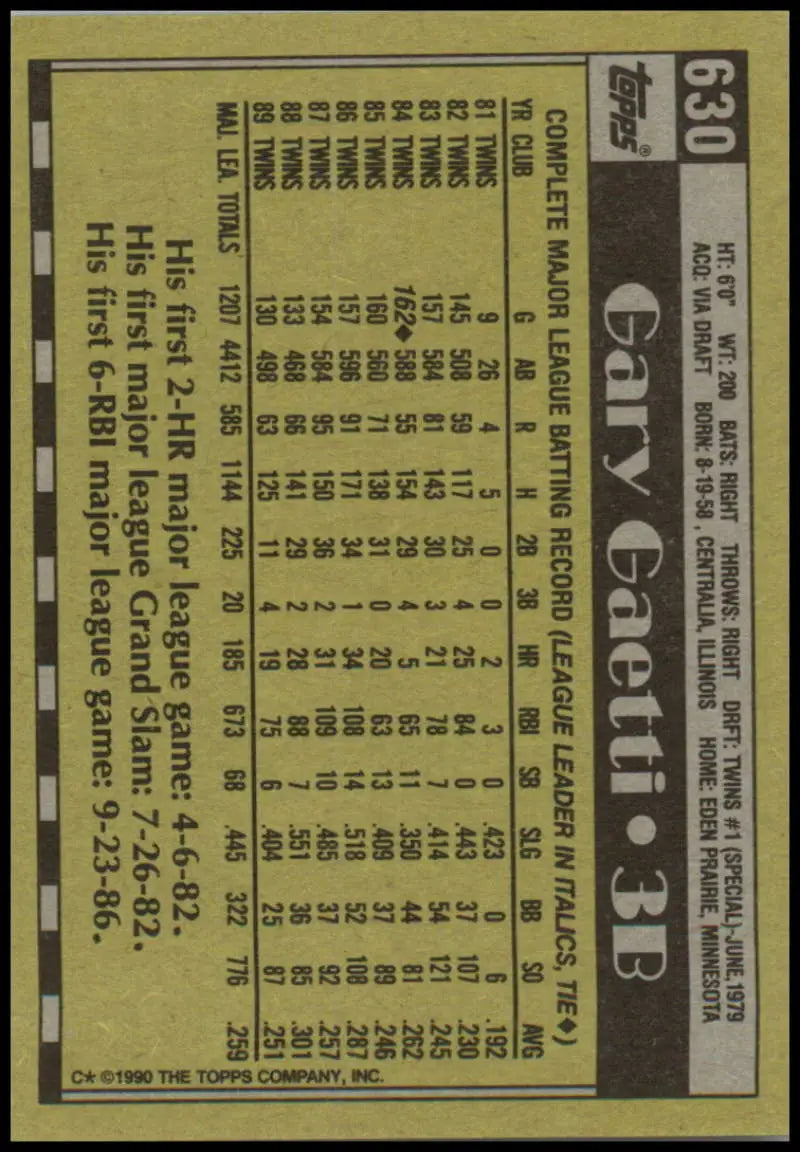 630
topps®
HT: 6'0" WT: 200 BATS: RIGHT THROWS: RIGHT DRFT: TWINS #1 (SPECIAL)-JUNE,1979
ACQ: VIA DRAFT BORN: 8-19-58 , CENTRALIA, ILLINOIS HOME: EDEN PRAIRIE, MINNESOTA
Gary Gaetti • 3B
COMPLETE MAJOR LEAGUE BATTING RECORD (LEAGUE LEADER IN ITALICS, TIE♦)
YR CLUB G AB R H 2B 3B HR RBI SB SLG BB SO AVG
81 TWINS 9 26 4 5 0 0 2 3 0 .423 0 6 .192
82 TWINS 145 508 59 117 25 4 25 84 0 .443 37 107 .230
83 TWINS 157 584 81 143 30 3 21 78 7 .414 54 121 .245
84 TWINS 162♦ 588 55 154 29 4 5 65 11 .350 44 81 .262
85 TWINS 160 560 71 138 31 0 20 63 13 .409 37 89 .246
86 TWINS 157 596 91 171 34 1 34 108 14 .518 52 108 .287
87 TWINS 154 584 95 150 36 2 31 109 10 .485 37 92 .257
88 TWINS 133 468 66 141 29 2 28 88 7 .551 36 85 .301
89 TWINS 130 498 63 125 11 4 19 75 6 .404 25 87 .251
MAJ. LEA. TOTALS 1207 4412 585 1144 225 20 185 673 68 .445 322 776 .259
His first 2-HR major league game: 4-6-82.
His first major league Grand Slam: 7-26-82.
His first 6-RBI major league game: 9-23-86.
C* ©1990 THE TOPPS COMPANY, INC.